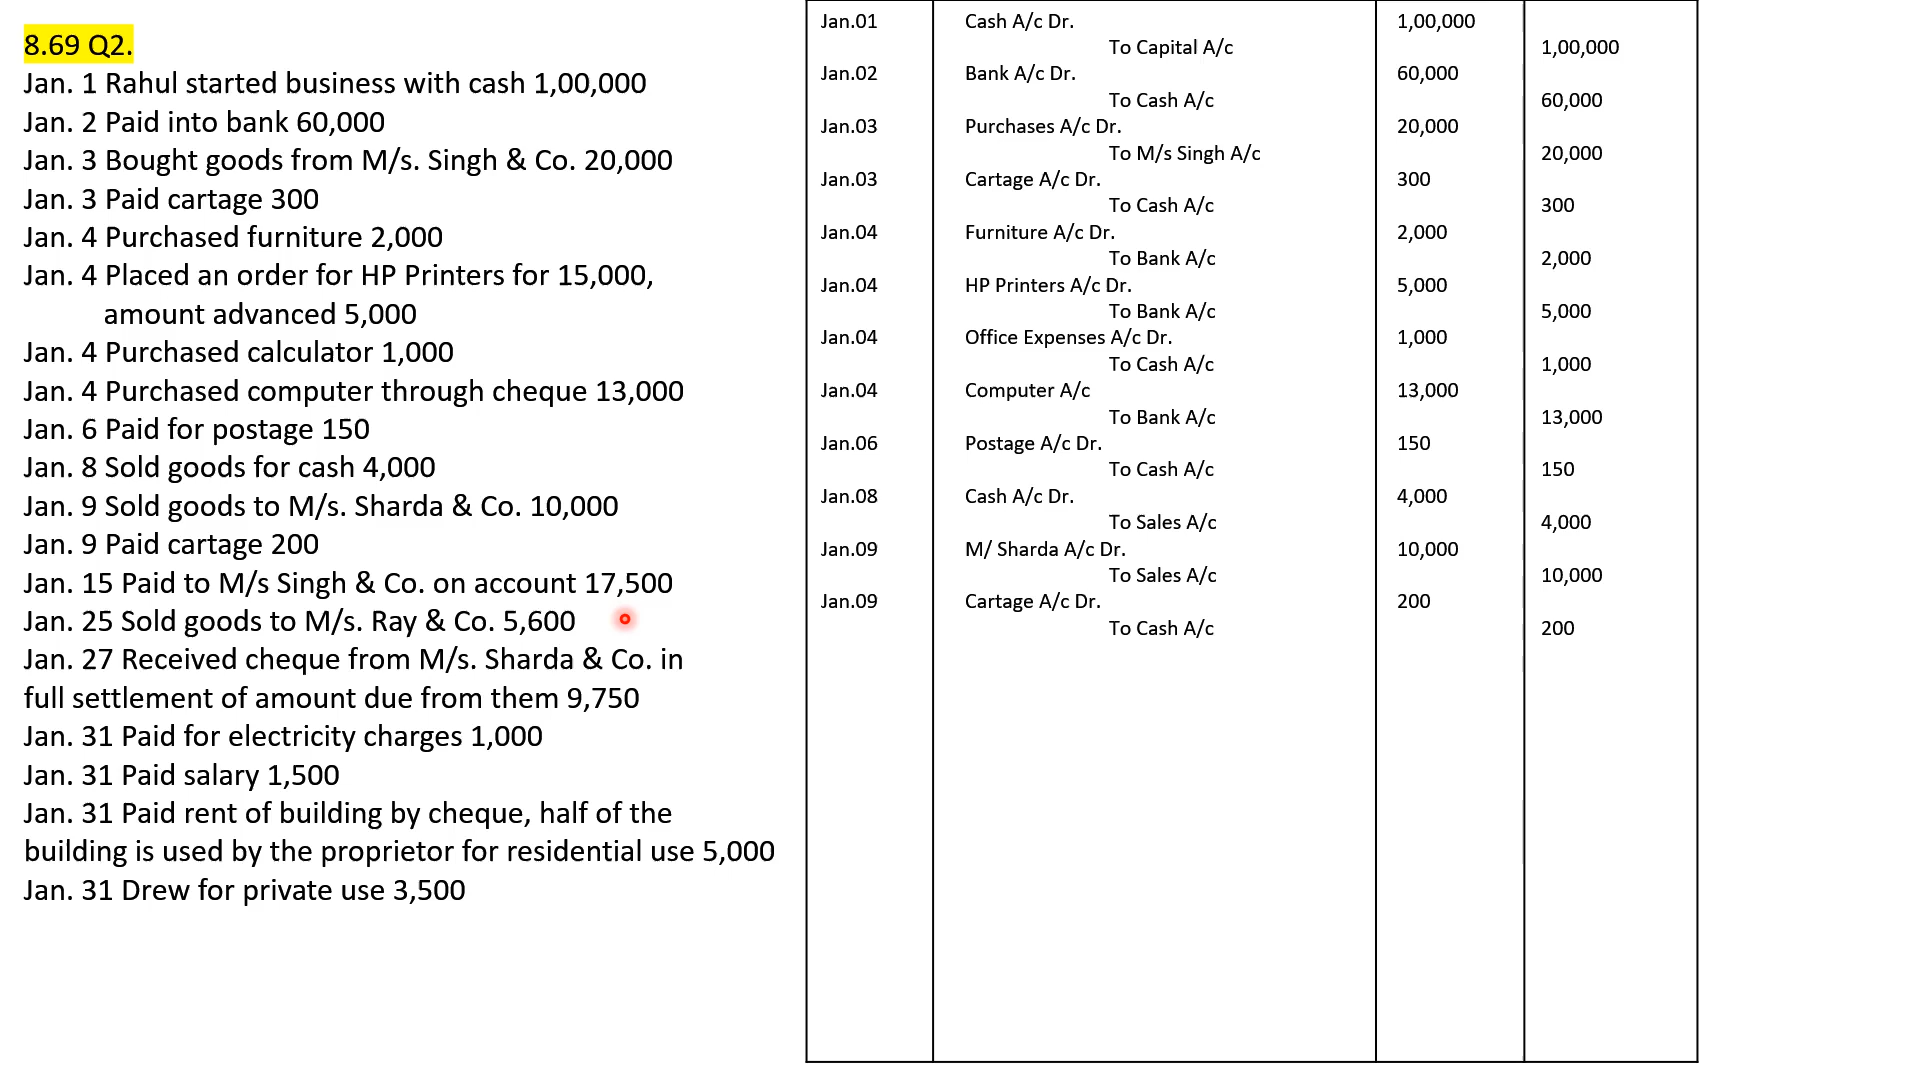 8.69 Q2.
Jan. 1 Rahul started business with cash 1,00,000
Jan. 2 Paid into bank 60,000
Jan. 3 Bought goods from M/s. Singh & Co. 20,000
Jan. 3 Paid cartage 300
Jan. 4 Purchased furniture 2,000
Jan. 4 Placed an order for HP Printers for 15,000,
amount advanced 5,000
Jan. 4 Purchased calculator 1,000
Jan. 4 Purchased computer through cheque 13,000
Jan. 6 Paid for postage 150
Jan. 8 Sold goods for cash 4,000
Jan. 9 Sold goods to M/s. Sharda & Co. 10,000
Jan. 9 Paid cartage 200
Jan. 15 Paid to M/s Singh & Co. on account 17,500
Jan. 25 Sold goods to M/s. Ray & Co. 5,600
Jan. 27 Received cheque from M/s. Sharda & Co. in
full settlement of amount due from them 9,750
Jan. 31 Paid for electricity charges 1,000
Jan. 31 Paid salary 1,500
Jan. 31 Paid rent of building by cheque, half of the
building is used by the proprietor for residential use 5,000
Jan. 31 Drew for private use 3,500
Jan.01 Cash A/c Dr. 1,00,000
To Capital A/c 1,00,000
Jan.02 Bank A/c Dr. 60,000
To Cash A/c 60,000
Jan.03 Purchases A/c Dr. 20,000
To M/s Singh A/c 20,000
Jan.03 Cartage A/c Dr. 300
To Cash A/c 300
Jan.04 Furniture A/c Dr. 2,000
To Bank A/c 2,000
Jan.04 HP Printers A/c Dr. 5,000
To Bank A/c 5,000
Jan.04 Office Expenses A/c Dr. 1,000
To Cash A/c 1,000
Jan.04 Computer A/c 13,000
To Bank A/c 13,000
Jan.06 Postage A/c Dr. 150
To Cash A/c 150
Jan.08 Cash A/c Dr. 4,000
To Sales A/c 4,000
Jan.09 M/ Sharda A/c Dr. 10,000
To Sales A/c 10,000
Jan.09 Cartage A/c Dr. 200
To Cash A/c 200